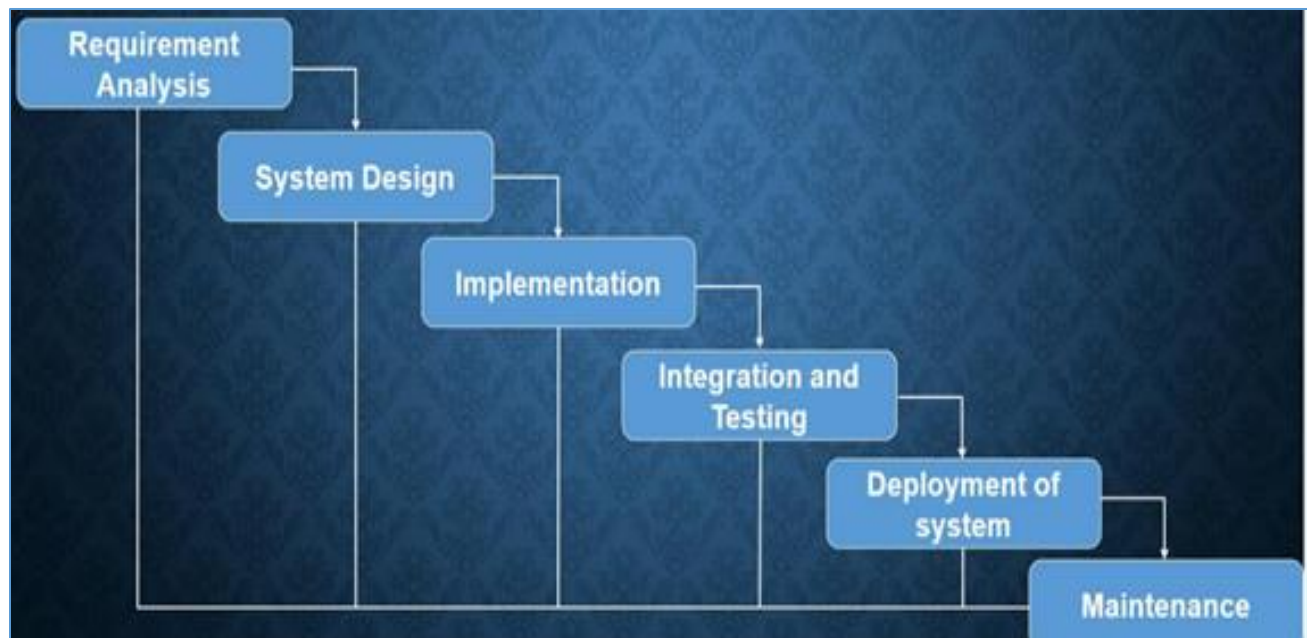 Requirement
Analysis
System Design
Implementation
Integration and
Testing
Deployment of
system
Maintenance